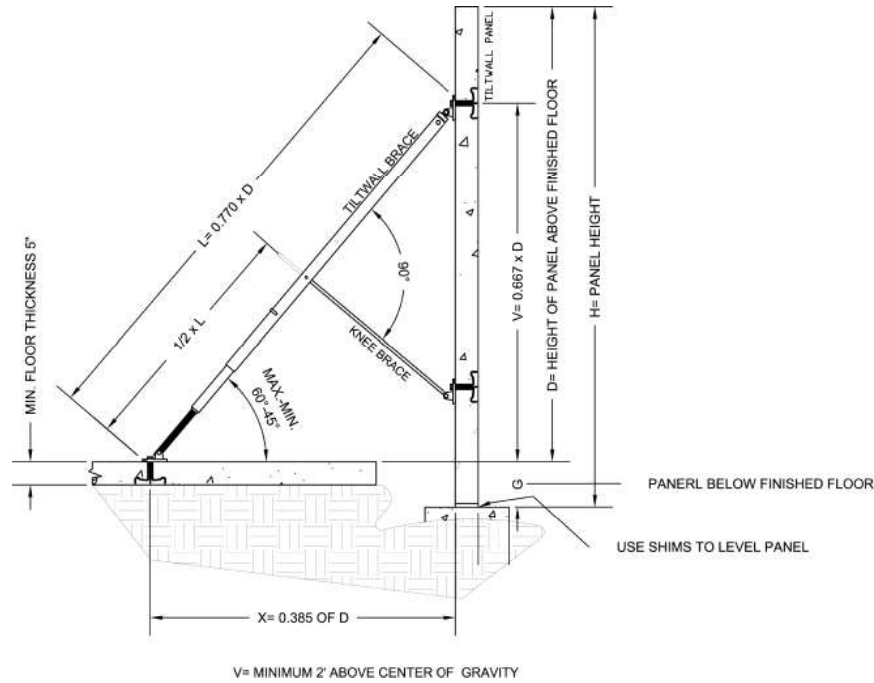 TILTWALL PANEL
L= 0.770 x D
TILTWALL BRACE
V= 0.667 x D
D= HEIGHT OF PANEL ABOVE FINISHED FLOOR
H= PANEL HEIGHT
MIN. FLOOR THICKNESS 5"
1/2 x L
90°
KNEE BRACE
MAX.-MIN.
60°-45°
G
PANERL BELOW FINISHED FLOOR
USE SHIMS TO LEVEL PANEL
X= 0.385 OF D
V= MINIMUM 2' ABOVE CENTER OF GRAVITY